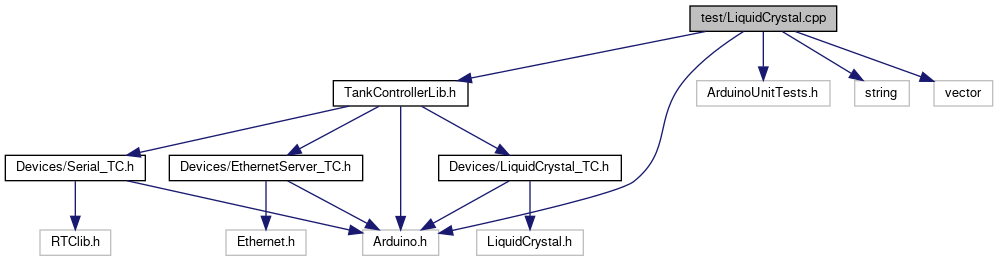 test/LiquidCrystal.cpp
TankControllerLib.h
ArduinoUnitTests.h
string
vector
Devices/Serial_TC.h
Devices/EthernetServer_TC.h
Devices/LiquidCrystal_TC.h
RTClib.h
Ethernet.h
Arduino.h
LiquidCrystal.h